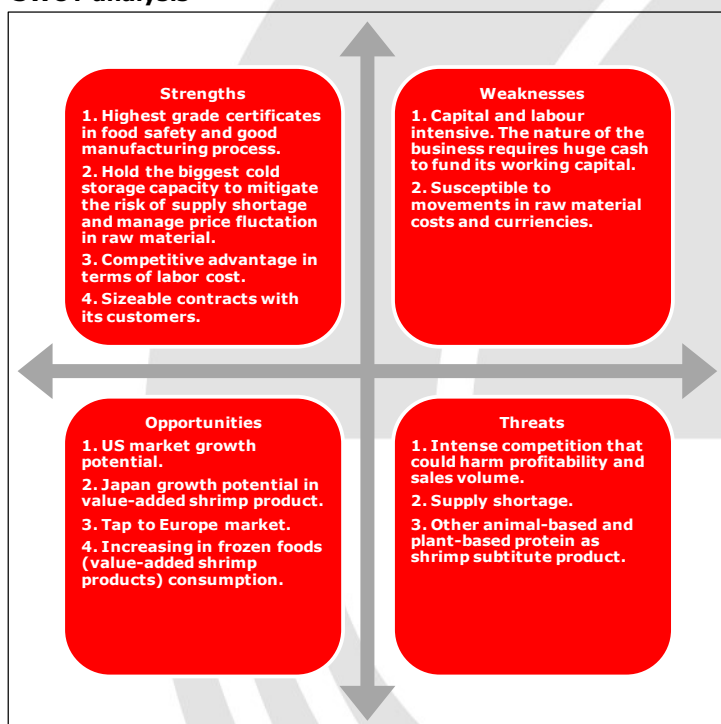 SWOT analysis
Strengths
1. Highest grade certificates
in food safety and good
manufacturing process.
2. Hold the biggest cold
storage capacity to mitigate
the risk of supply shortage
and manage price fluctation
in raw material.
3. Competitive advantage in
terms of labor cost.
4. Sizeable contracts with
its customers.
Weaknesses
1. Capital and labour
intensive. The nature of the
business requires huge cash
to fund its working capital.
2. Susceptible to
movements in raw material
costs and curriencies.
Opportunities
1. US market growth
potential.
2. Japan growth potential in
value-added shrimp product.
3. Tap to Europe market.
4. Increasing in frozen foods
(value-added shrimp
products) consumption.
Threats
1. Intense competition that
could harm profitability and
sales volume.
2. Supply shortage.
3. Other animal-based and
plant-based protein as
shrimp subtitute product.